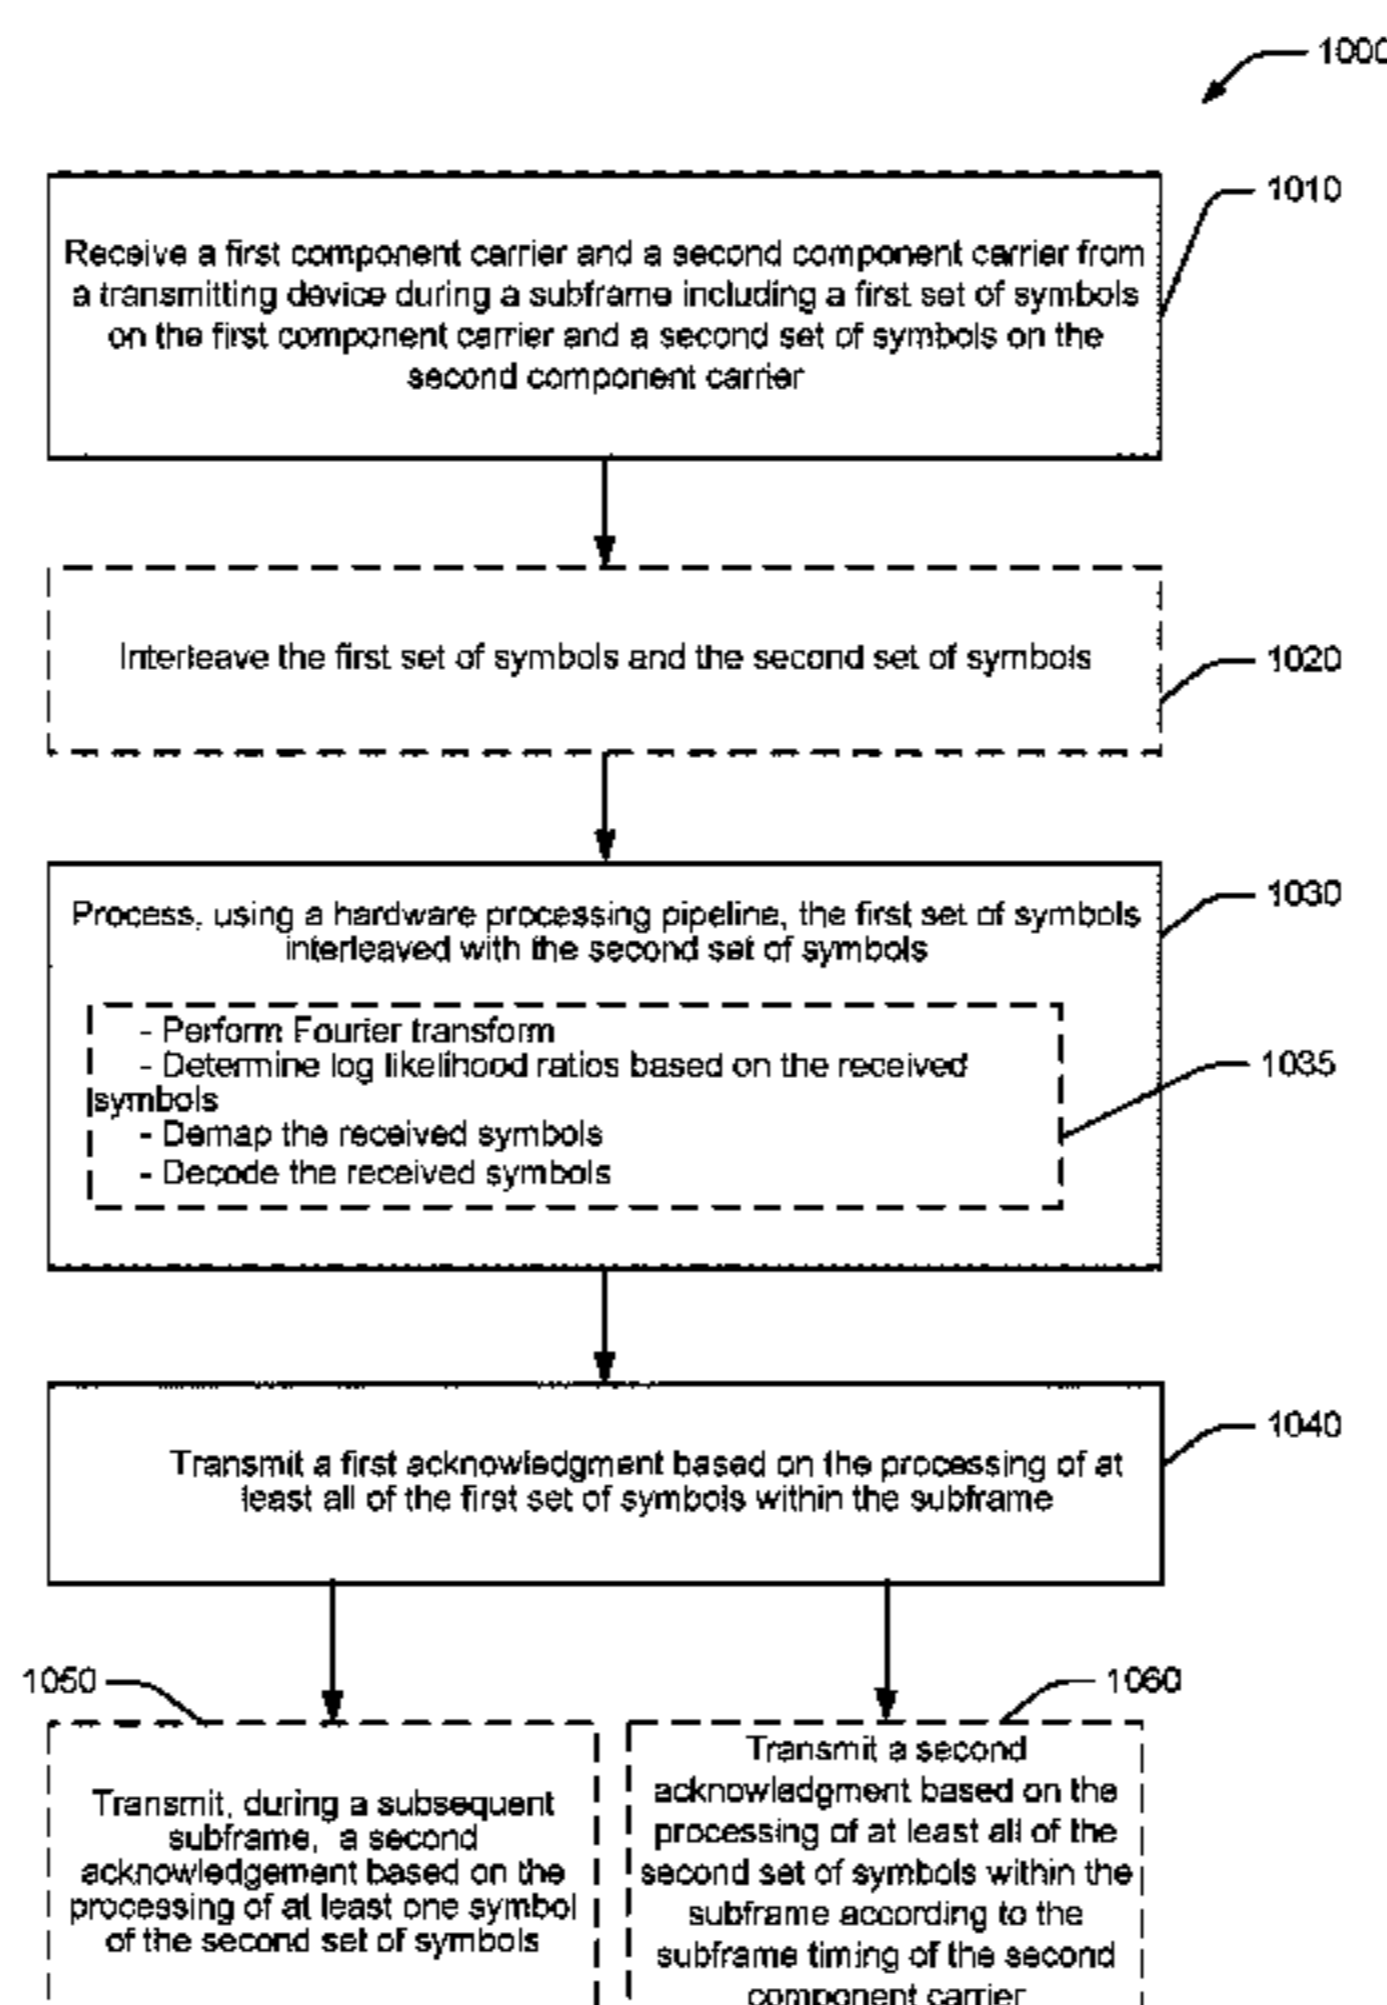 1000
1010
Receive a first component carrier and a second component carrier from
a transmitting device during a subframe including a first set of symbols
on the first component carrier and a second set of symbols on the
second component carrier
Interleave the first set of symbols and the second set of symbols
1020
1030
Process, using a hardware processing pipeline, the first set of symbols
interleaved with the second set of symbols
- Perform Fourier transform
- Determine log likelihood ratios based on the received
symbols
- Demap the received symbols
- Decode the received symbols
1035
1040
Transmit a first acknowledgment based on the processing of at
least all of the first set of symbols within the subframe
1050
Transmit, during a subsequent
subframe, a second
acknowledgement based on the
processing of at least one symbol
of the second set of symbols
1060
Transmit a second
acknowledgment based on the
processing of at least all of the
second set of symbols within the
subframe according to the
subframe timing of the second
component carrier